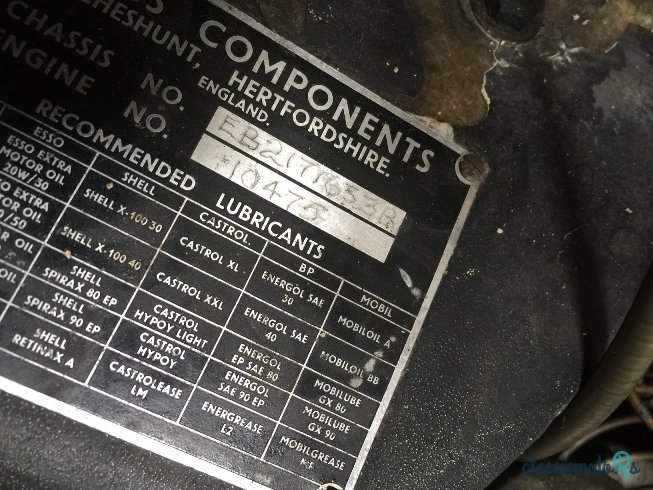 COMPONENTS
CHESHUNT, HERTFORDSHIRE.
ENGLAND.
CHASSIS NO.
ENGINE NO. 10475
RECOMMENDED LUBRICANTS
ESSO SHELL CASTROL. BP MOBIL
ESSO EXTRA MOTOR OIL 20W/30 SHELL X-100 30 CASTROL XL ENERGOL SAE 30 MOBILOIL A
SHELL X-100 40 CASTROL XXL ENERGOL SAE 40 MOBILOIL BB
SHELL SPIRAX 80 EP CASTROL HYPOY LIGHT ENERGOL EP SAE 80 MOBILUBE GX 80
SHELL SPIRAX 90 EP CASTROL HYPOY ENERGOL SAE 90 EP MOBILUBE GX 90
SHELL RETINAX A CASTROLEASE LM ENERGREASE L2 MOBILGREASE MP